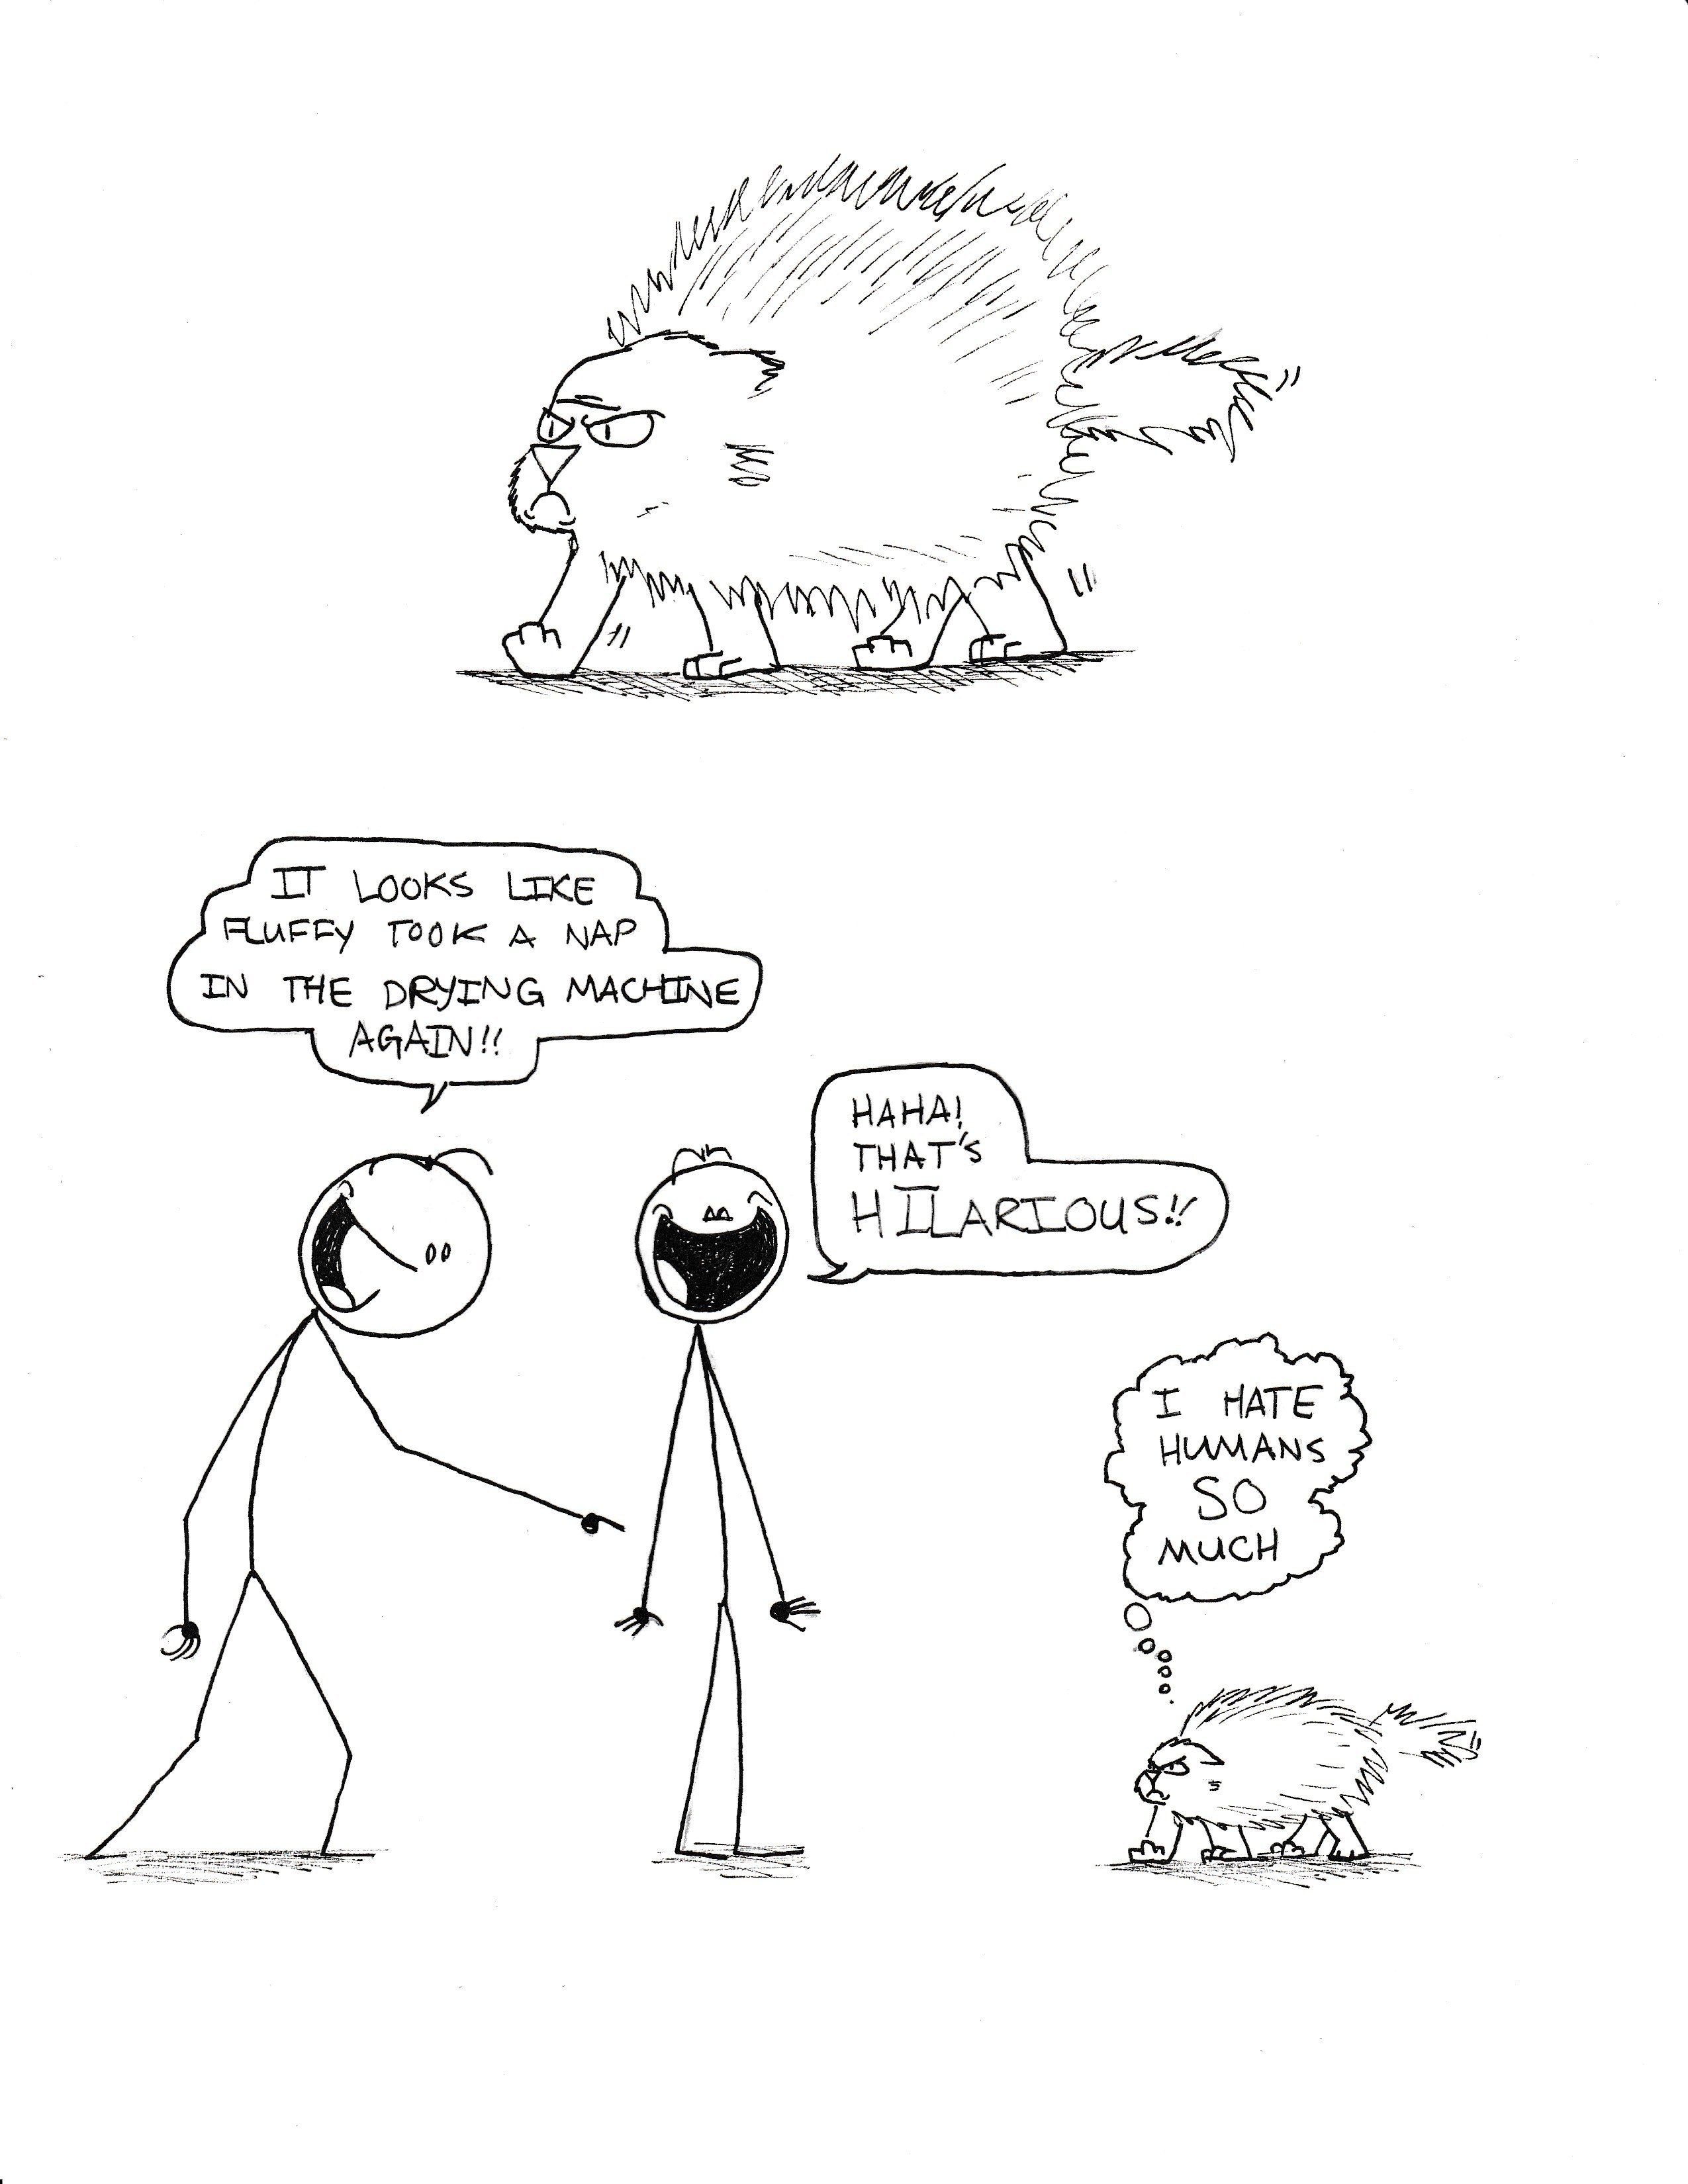 IT LOOKS LIKE
FLUFFY TOOK A NAP
IN THE DRYING MACHINE
AGAIN!!
HAHA!
THAT'S
HILARIOUS!!
I HATE
HUMANS
SO
MUCH